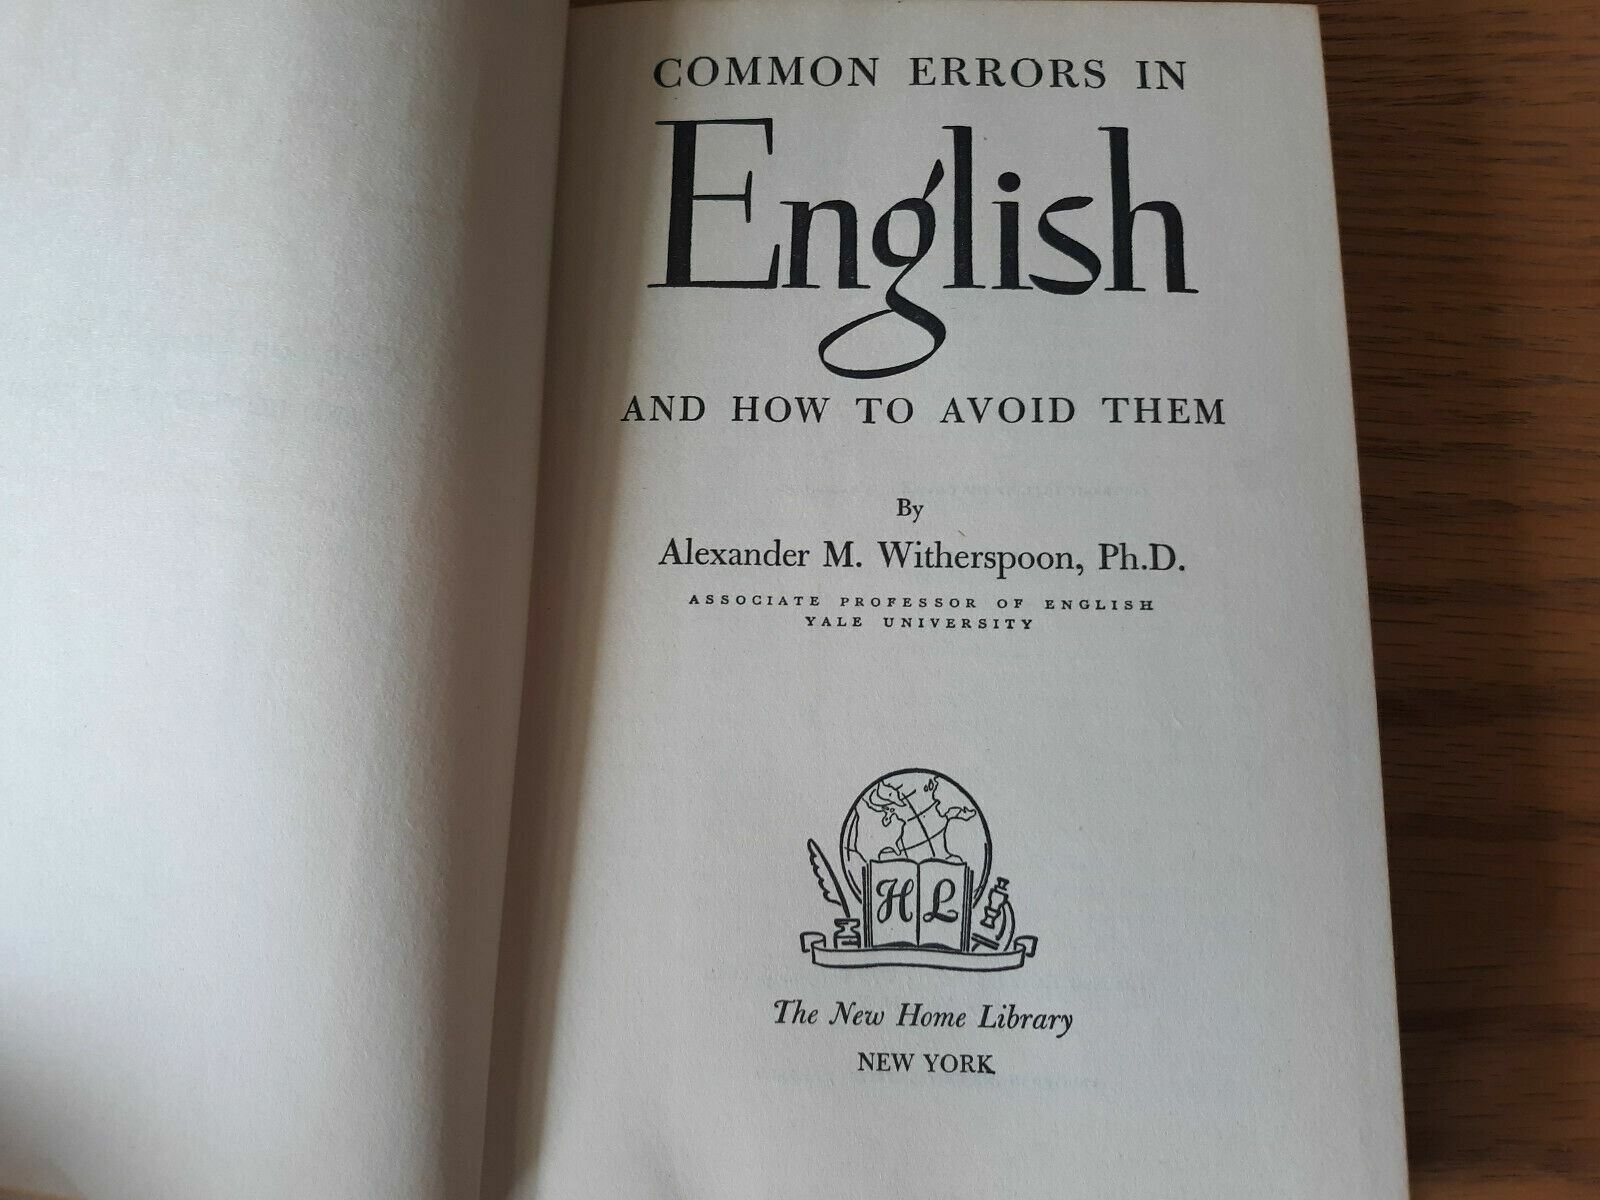 COMMON ERRORS IN
English
AND HOW TO AVOID THEM
By
Alexander M. Witherspoon, Ph.D.
ASSOCIATE PROFESSOR OF ENGLISH
YALE UNIVERSITY
H L
The New Home Library
NEW YORK